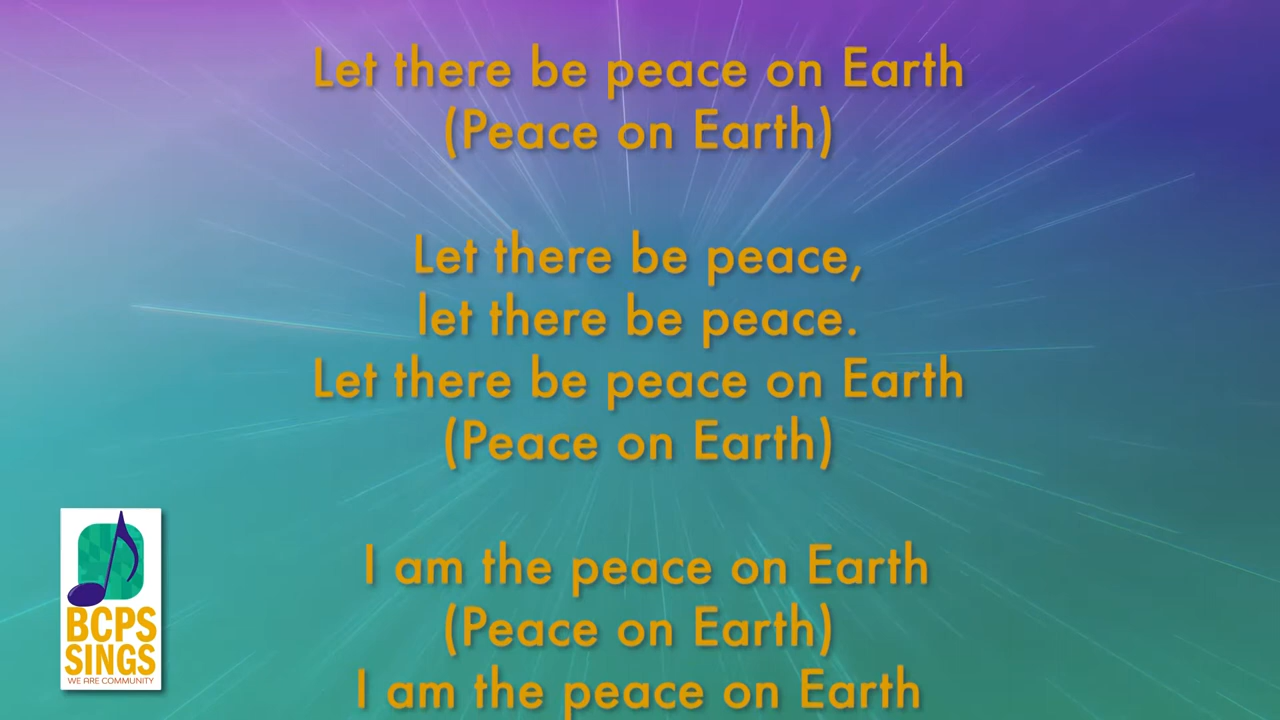 Let there be peace on Earth
(Peace on Earth)
Let there be peace,
let there be peace.
Let there be peace on Earth
(Peace on Earth)
I am the peace on Earth
(Peace on Earth)
I am the peace on Earth
BCPS
SINGS
WE ARE COMMUNITY